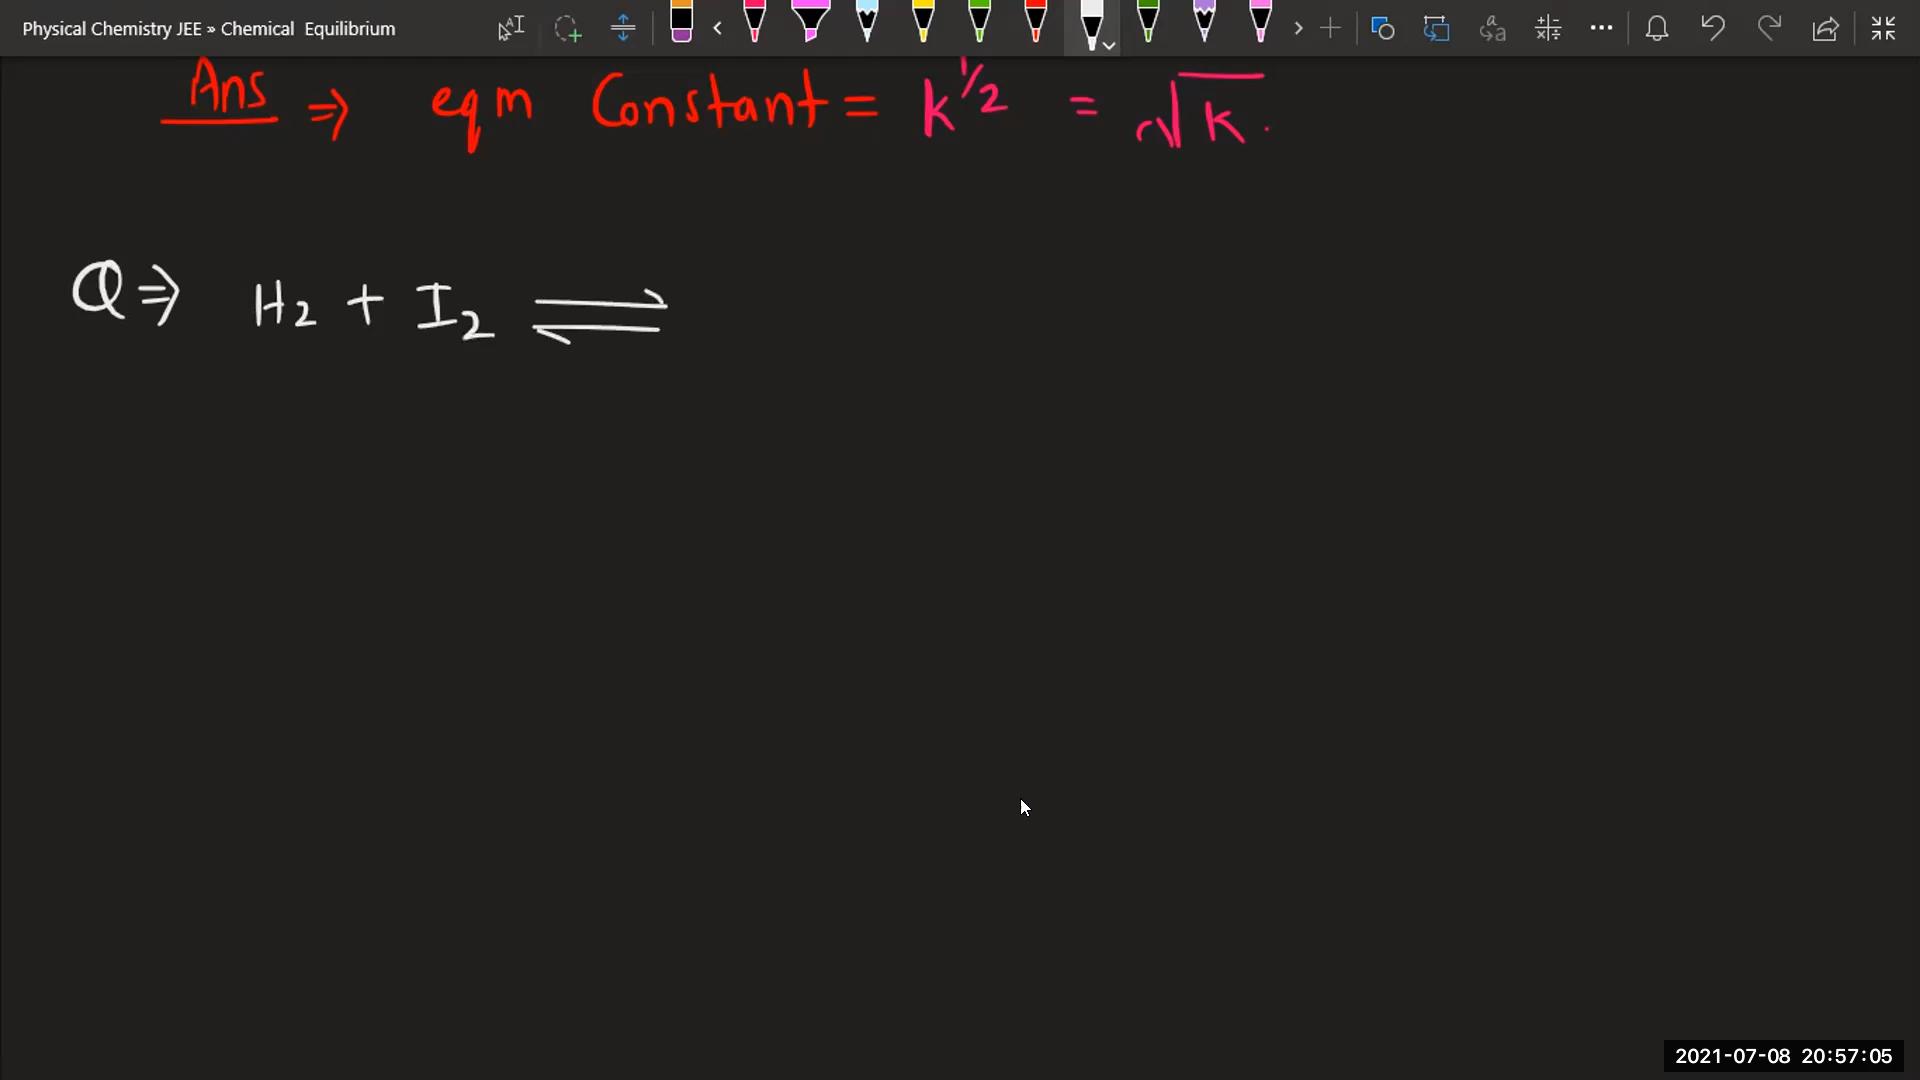 Physical Chemistry JEE » Chemical Equilibrium
Ans ⇒ eqm Constant = K^1/2 = √K.
Q ⇒ H2 + I2 ⇌
2021-07-08 20:57:05